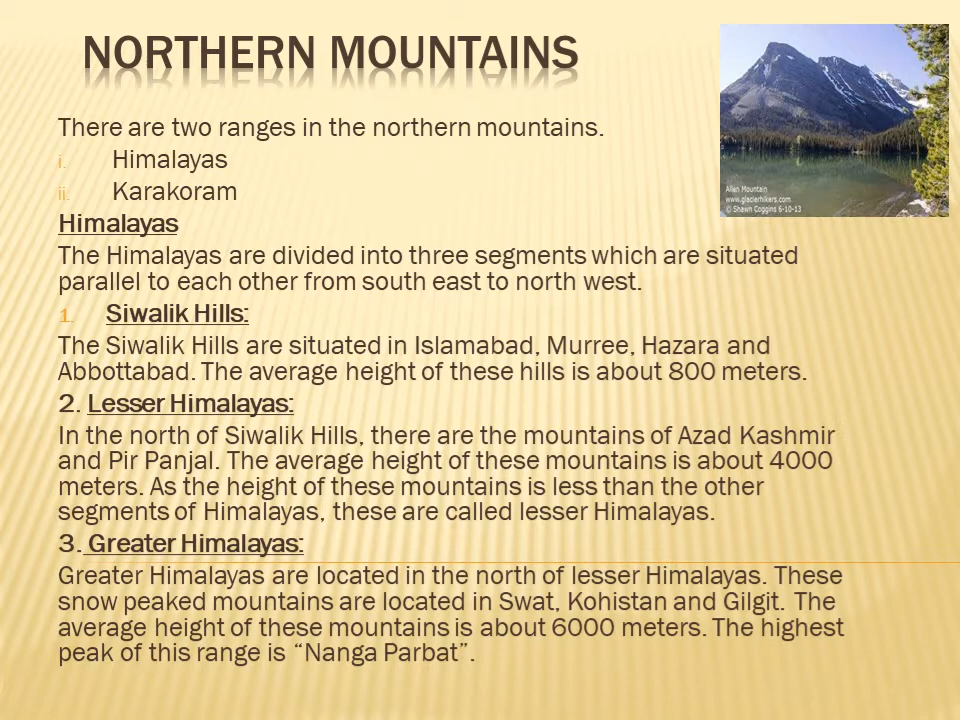 NORTHERN MOUNTAINS
There are two ranges in the northern mountains.
i. Himalayas
ii. Karakoram
Himalayas
The Himalayas are divided into three segments which are situated
parallel to each other from south east to north west.
1. Siwalik Hills:
The Siwalik Hills are situated in Islamabad, Murree, Hazara and
Abbottabad. The average height of these hills is about 800 meters.
2. Lesser Himalayas:
In the north of Siwalik Hills, there are the mountains of Azad Kashmir
and Pir Panjal. The average height of these mountains is about 4000
meters. As the height of these mountains is less than the other
segments of Himalayas, these are called lesser Himalayas.
3. Greater Himalayas:
Greater Himalayas are located in the north of lesser Himalayas. These
snow peaked mountains are located in Swat, Kohistan and Gilgit. The
average height of these mountains is about 6000 meters. The highest
peak of this range is “Nanga Parbat”.
Allen Mountain
www.glacierhikers.com
© Shawn Coggins 6-10-13